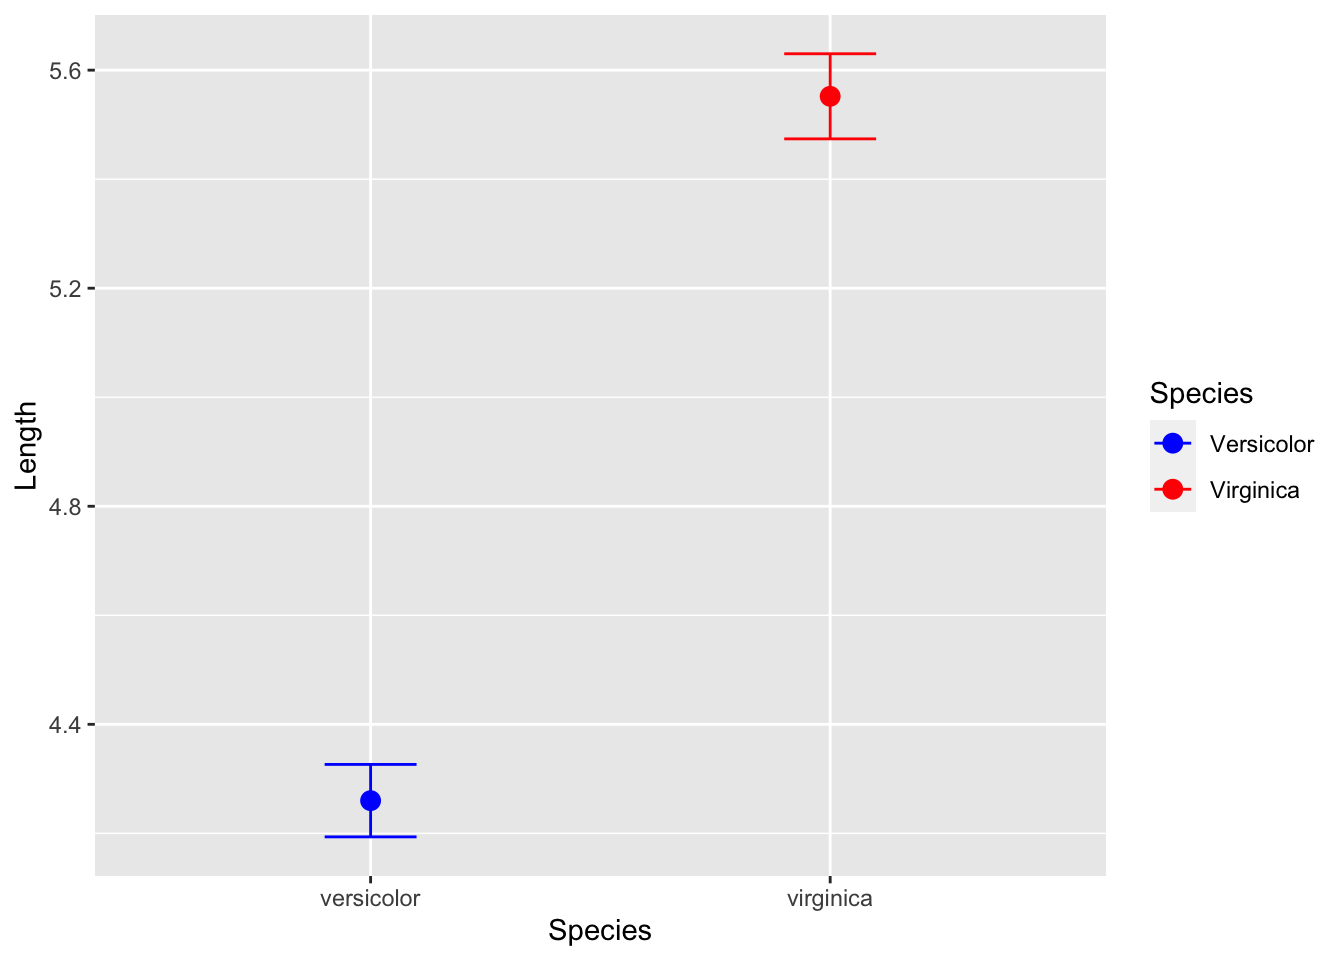 5.6
5.2
4.8
4.4
Length
versicolor
virginica
Species
Species
Versicolor
Virginica